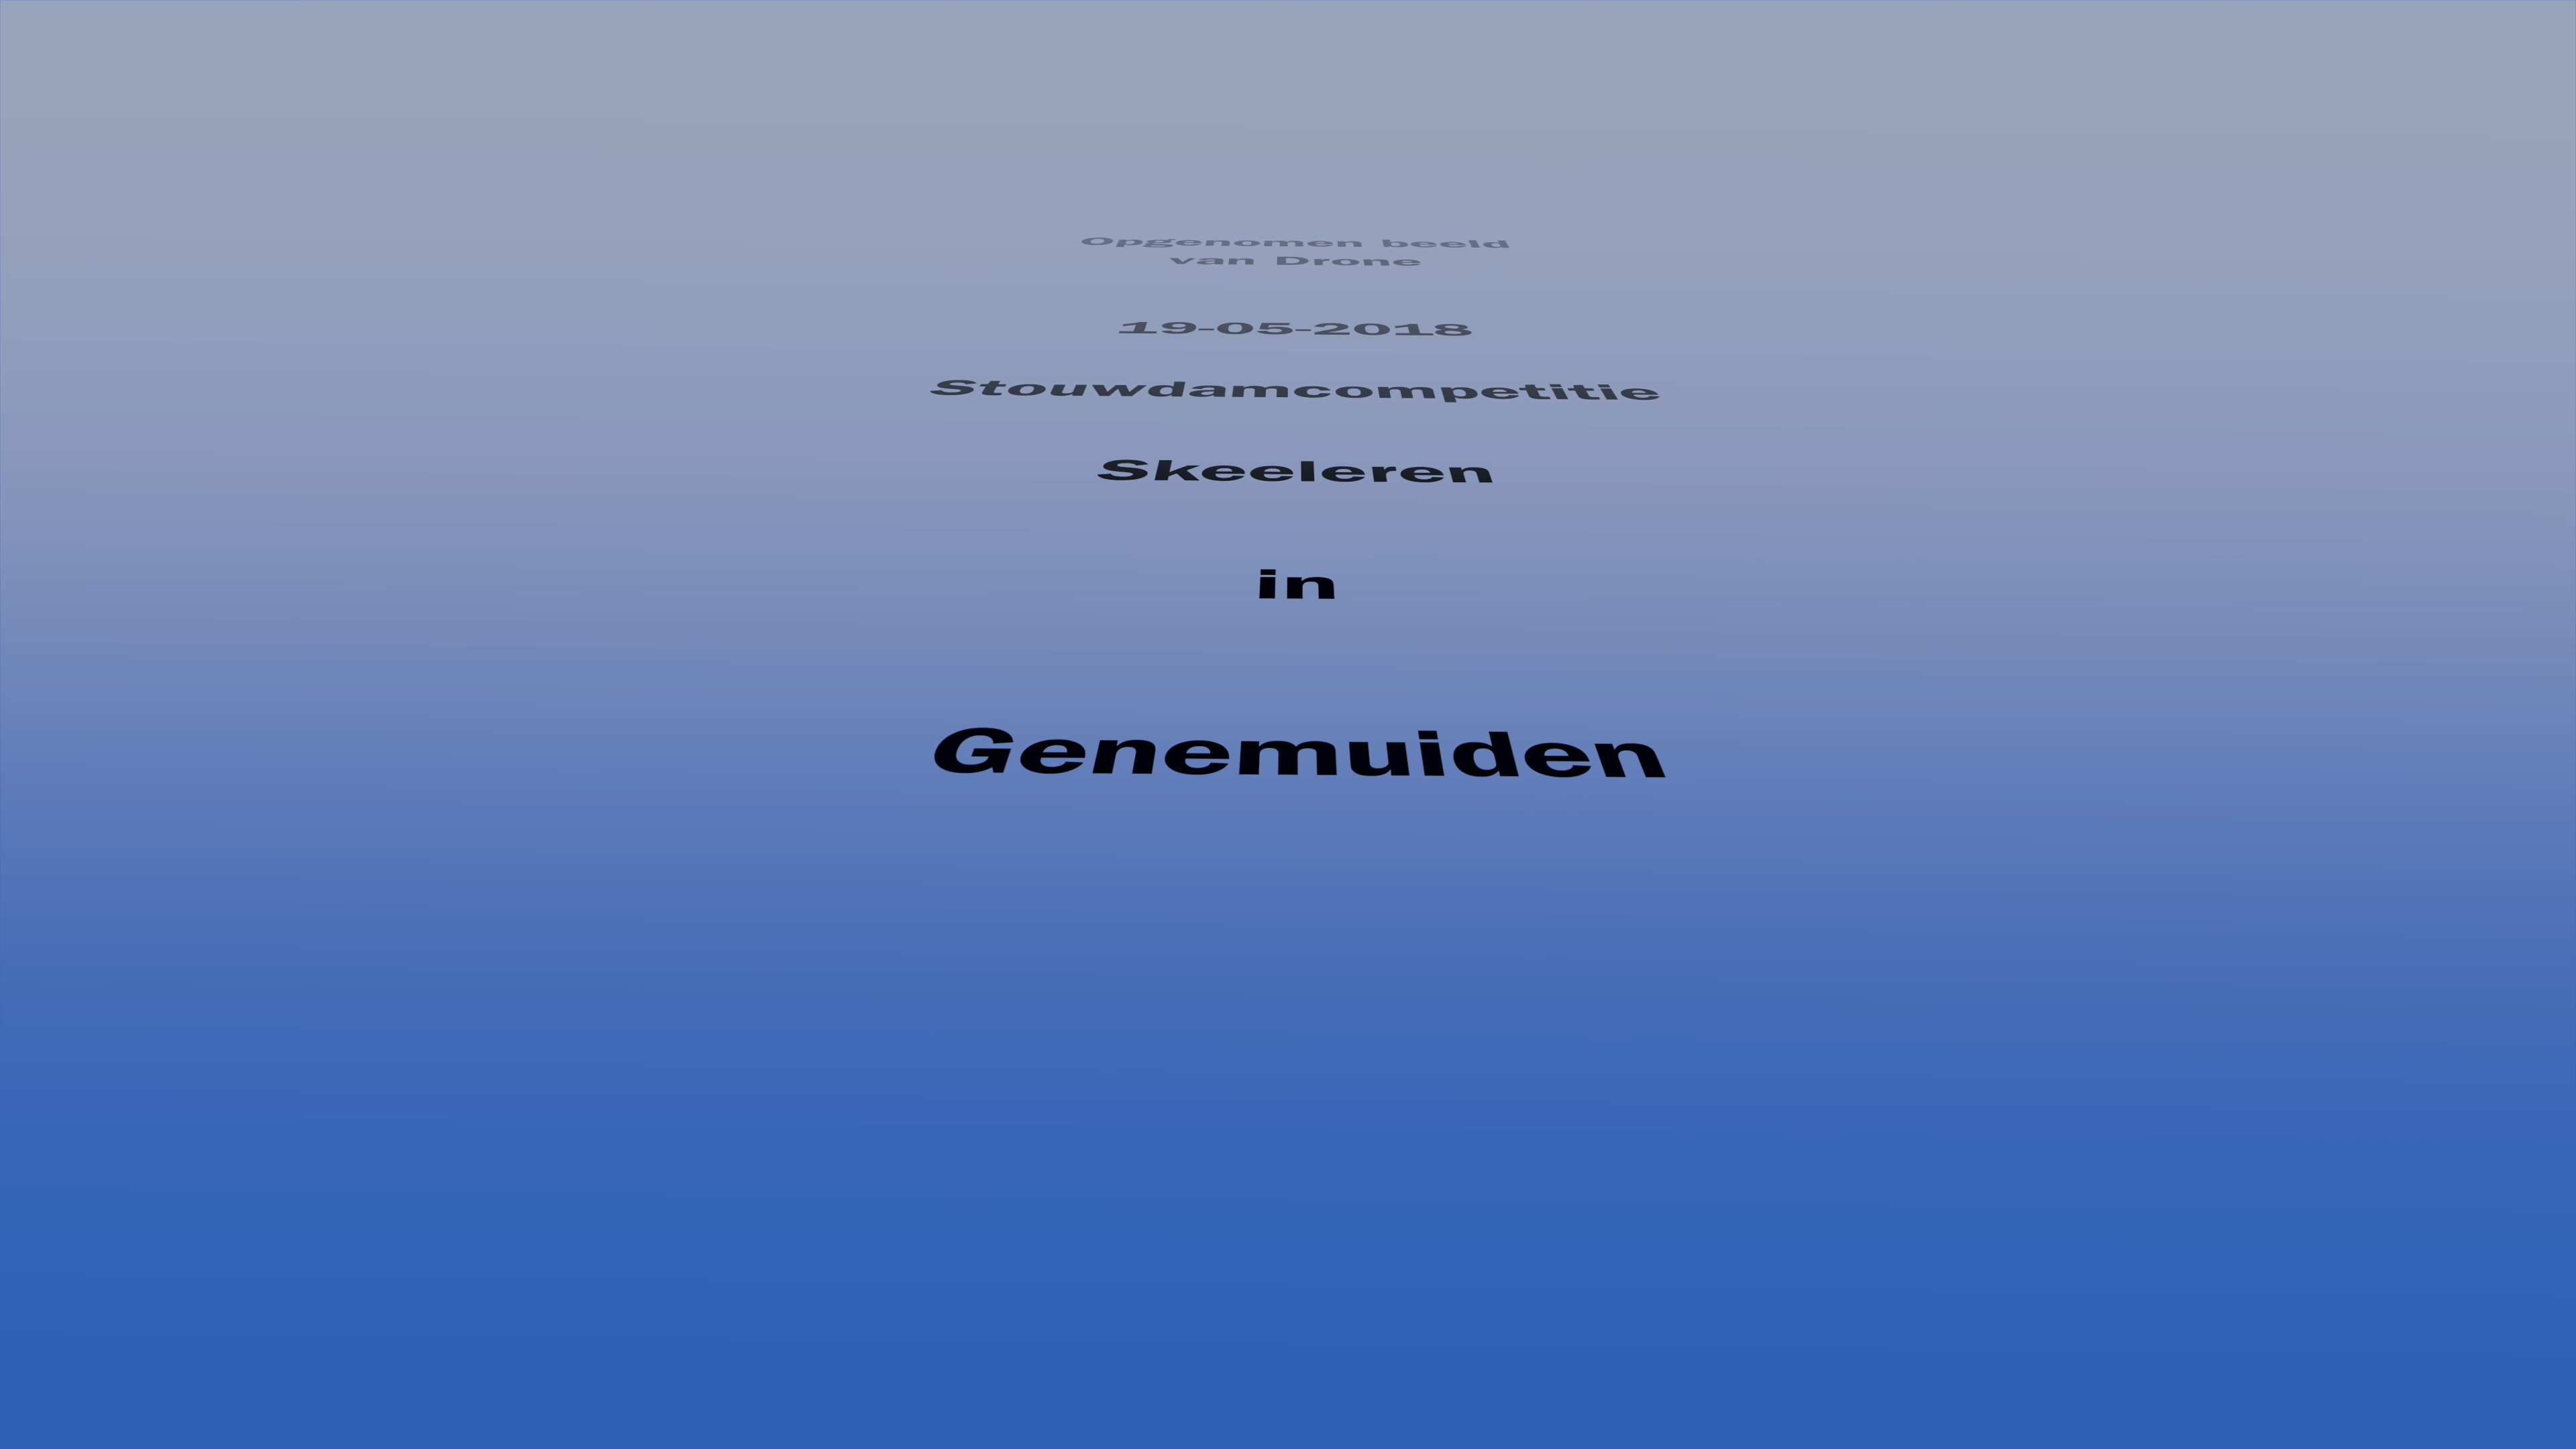 Opgenomen beeld
van Drone
19-05-2018
Stouwdamcompetitie
Skeeleren
in
Genemuiden